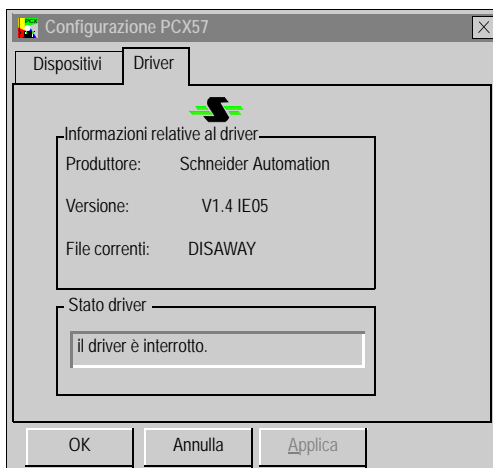 Configurazione PCX57
Dispositivi
Driver
Informazioni relative al driver
Produttore: Schneider Automation
Versione: V1.4 IE05
File correnti: DISAWAY
Stato driver
il driver è interrotto.
OK
Annulla
Applica